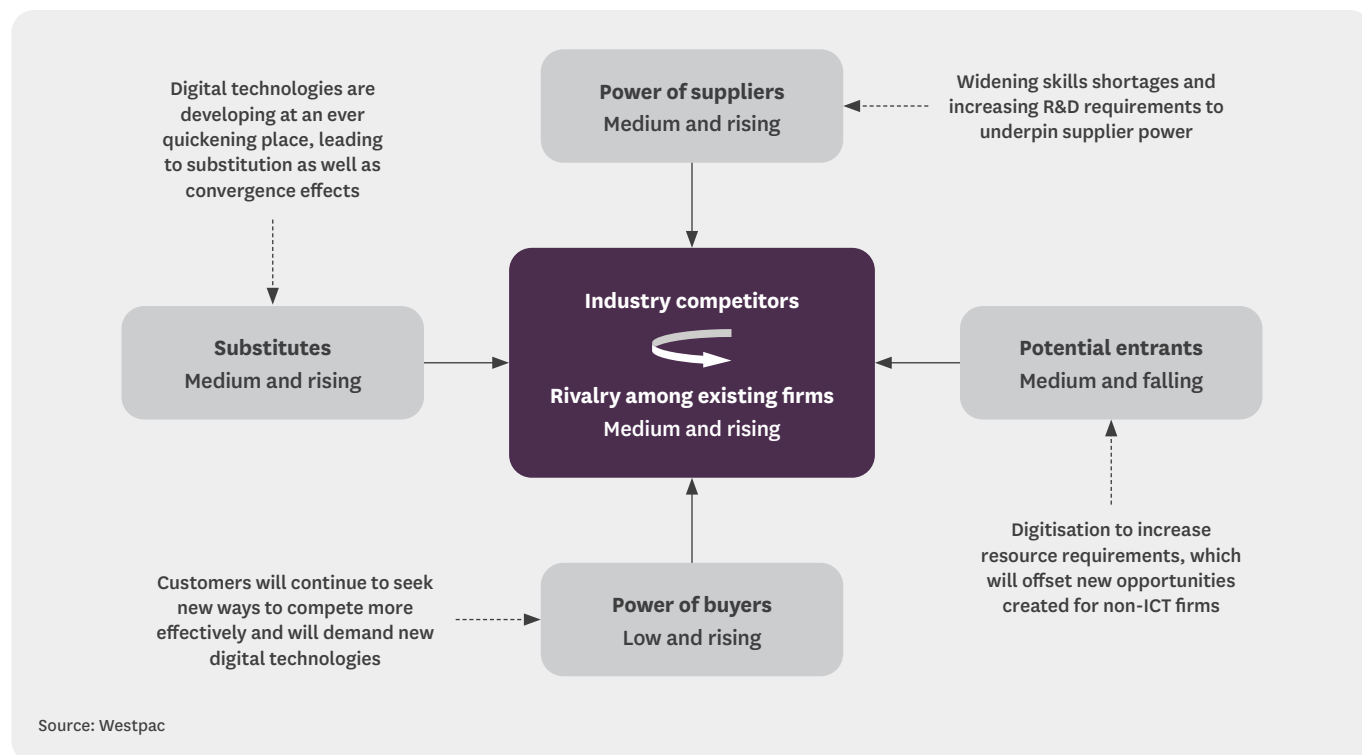 Power of suppliers
Medium and rising
Widening skills shortages and
increasing R&D requirements to
underpin supplier power
Digital technologies are
developing at an ever
quickening place, leading
to substitution as well as
convergence effects
Substitutes
Medium and rising
Industry competitors
Rivalry among existing firms
Medium and rising
Potential entrants
Medium and falling
Digitisation to increase
resource requirements, which
will offset new opportunities
created for non-ICT firms
Customers will continue to seek
new ways to compete more
effectively and will demand new
digital technologies
Power of buyers
Low and rising
Source: Westpac